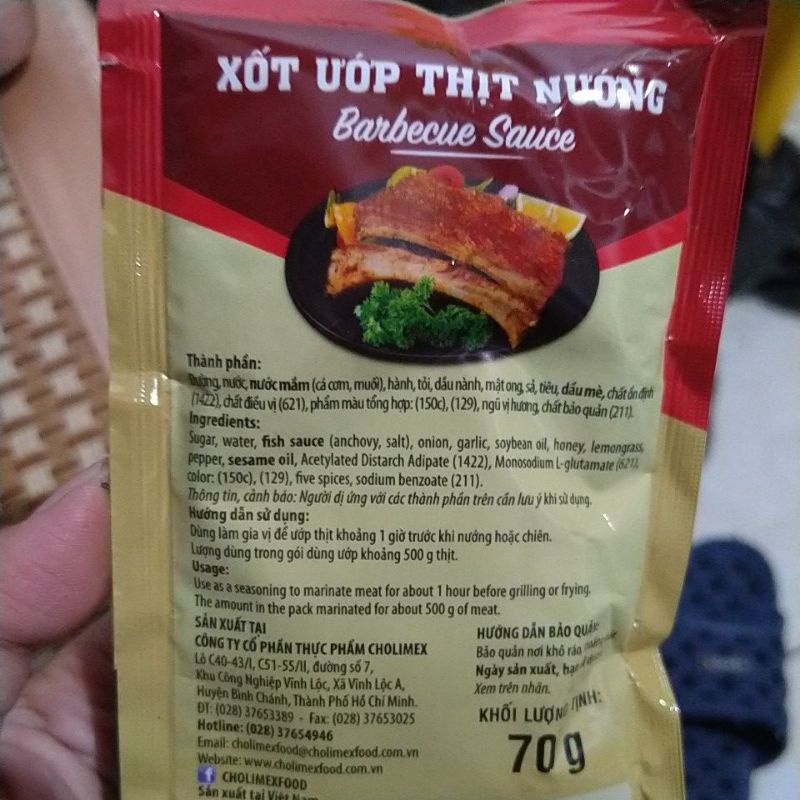 XỐT ƯỚP THỊT NƯỚNG
Barbecue Sauce
Thành phần:
Đường, nước, nước mắm (cá cơm, muối), hành, tỏi, dầu nành, mật ong, sả, tiêu, dầu mè, chất ổn định
(1422), chất điều vị (621), phẩm màu tổng hợp: (150c), (129), ngũ vị hương, chất bảo quản (211).
Ingredients:
Sugar, water, fish sauce (anchovy, salt), onion, garlic, soybean oil, honey, lemongrass,
pepper, sesame oil, Acetylated Distarch Adipate (1422), Monosodium L-glutamate (621),
color: (150c), (129), five spices, sodium benzoate (211).
Thông tin, cảnh báo: Người dị ứng với các thành phần trên cần lưu ý khi sử dụng.
Hướng dẫn sử dụng:
Dùng làm gia vị để ướp thịt khoảng 1 giờ trước khi nướng hoặc chiên.
Lượng dùng trong gói dùng ướp khoảng 500 g thịt.
Usage:
Use as a seasoning to marinate meat for about 1 hour before grilling or frying.
The amount in the pack marinated for about 500 g of meat.
SẢN XUẤT TẠI
CÔNG TY CỔ PHẦN THỰC PHẨM CHOLIMEX
Lô C40-43/I, C51-55/II, đường số 7,
Khu Công Nghiệp Vĩnh Lộc, Xã Vĩnh Lộc A,
Huyện Bình Chánh, Thành Phố Hồ Chí Minh.
ĐT: (028) 37653389 - Fax: (028) 37653025
Hotline: (028) 37654946
Email: cholimexfood@cholimexfood.com.vn
Website: www.cholimexfood.com.vn
CHOLIMEXFOOD
Sản xuất tại Việt Nam
HƯỚNG DẪN BẢO QUẢN:
Bảo quản nơi khô ráo,
Ngày sản xuất, hạn
Xem trên nhãn.
KHỐI LƯỢNG TỊNH:
70g